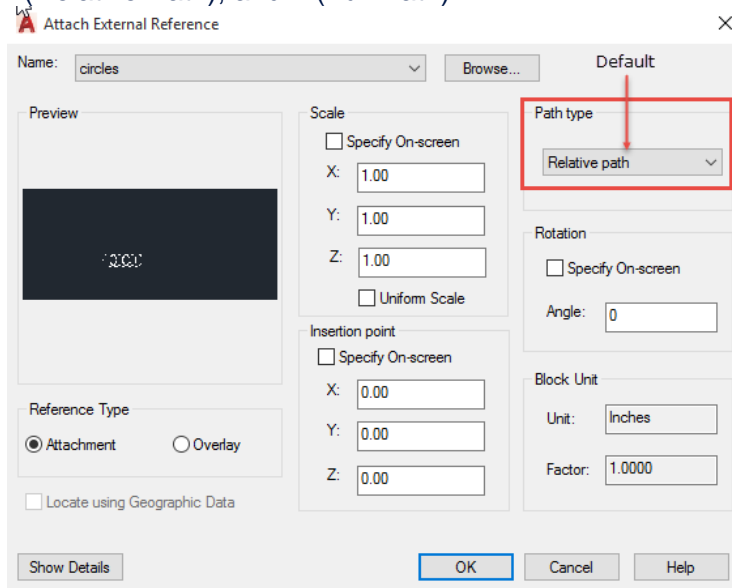 Attach External Reference
Name:
circles
Browse...
Default
Preview
Scale
Specify On-screen
X: 1.00
Y: 1.00
Z: 1.00
Uniform Scale
Path type
Relative path
Rotation
Specify On-screen
Angle: 0
Insertion point
Specify On-screen
X: 0.00
Y: 0.00
Z: 0.00
Reference Type
Attachment
Overlay
Block Unit
Unit: Inches
Factor: 1.0000
Locate using Geographic Data
Show Details
OK
Cancel
Help